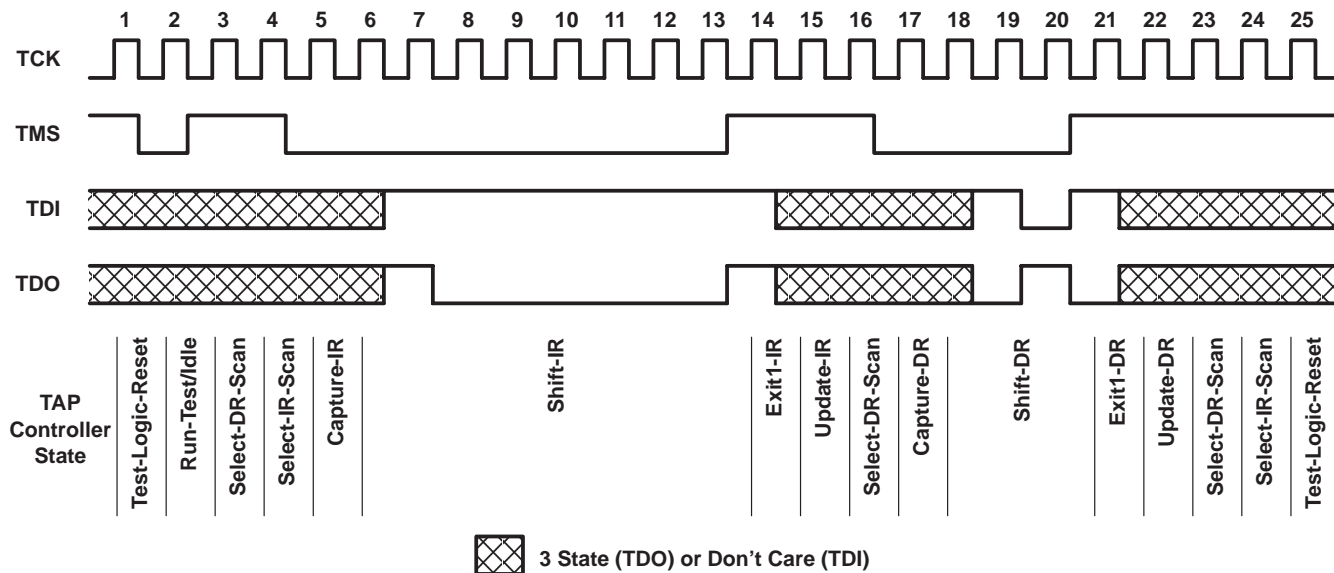 1 2 3 4 5 6 7 8 9 10 11 12 13 14 15 16 17 18 19 20 21 22 23 24 25
TCK
TMS
TDI
TDO
TAP
Controller
State
Test-Logic-Reset
Run-Test/Idle
Select-DR-Scan
Select-IR-Scan
Capture-IR
Shift-IR
Exit1-IR
Update-IR
Select-DR-Scan
Capture-DR
Shift-DR
Exit1-DR
Update-DR
Select-DR-Scan
Select-IR-Scan
Test-Logic-Reset
3 State (TDO) or Don't Care (TDI)